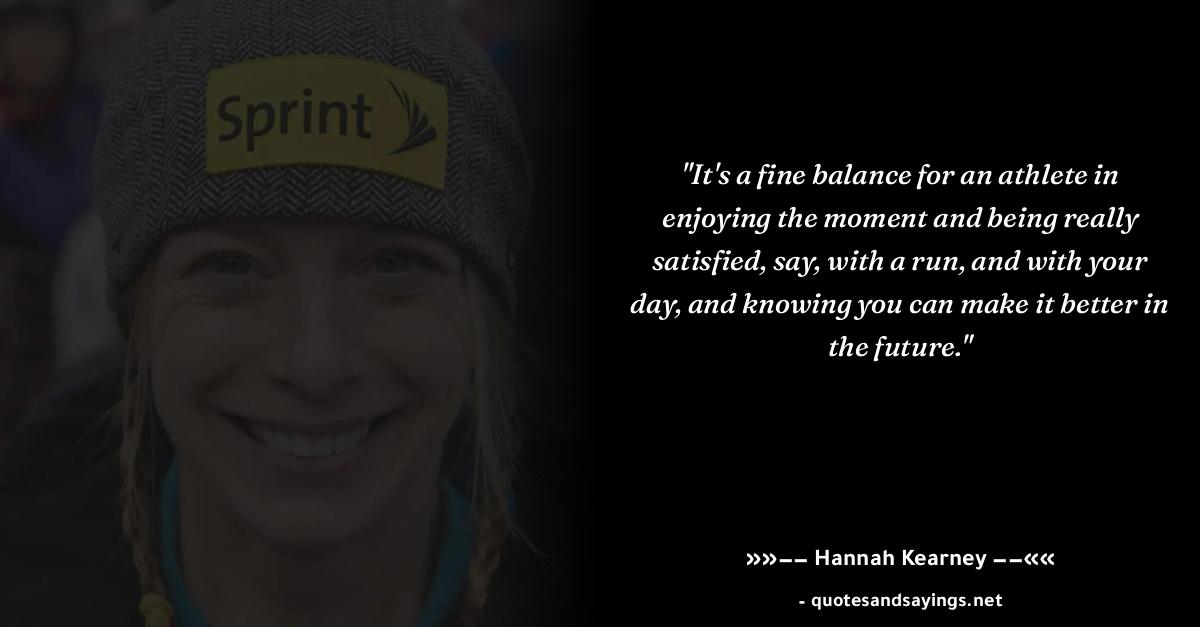 Sprint
"It's a fine balance for an athlete in
enjoying the moment and being really
satisfied, say, with a run, and with your
day, and knowing you can make it better in
the future."
»»−− Hannah Kearney −−««
- quotesandsayings.net